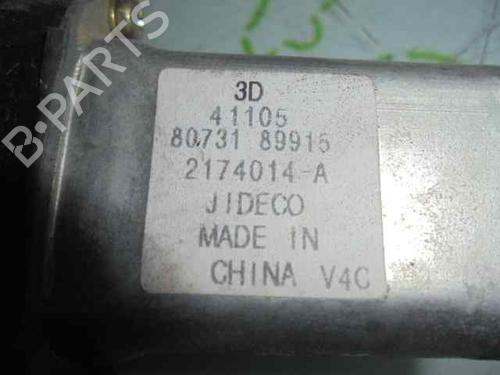 3D
41105
80731 89915
2174014-A
JIDECO
MADE IN
CHINA V4C
B-PARTS